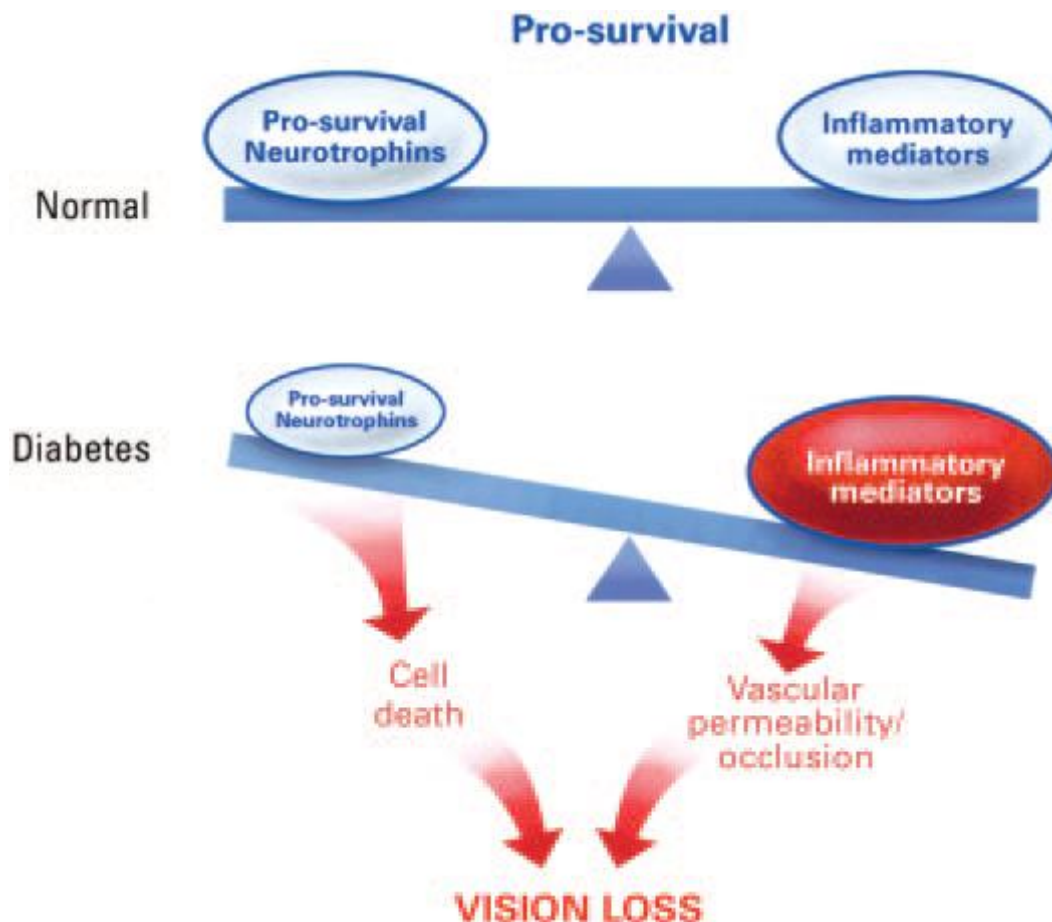 Pro-survival
Pro-survival
Neurotrophins
Inflammatory
mediators
Normal
Pro-survival
Neurotrophins
Inflammatory
mediators
Diabetes
Cell
death
Vascular
permeability/
occlusion
VISION LOSS